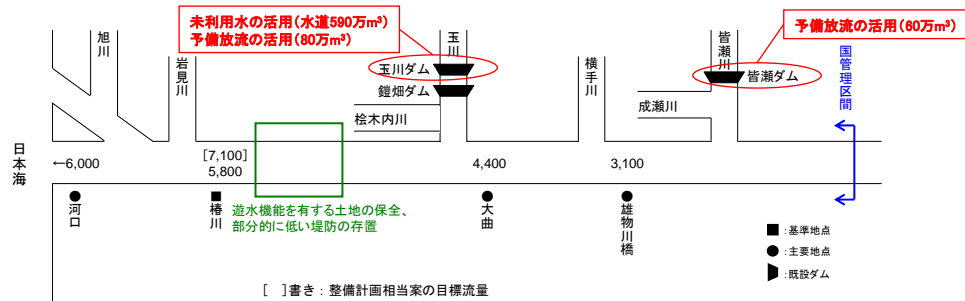 未利用水の活用(水道590万m³)
予備放流の活用(80万m³)
予備放流の活用(60万m³)
旭川
岩見川
玉川
玉川ダム
鎧畑ダム
桧木内川
横手川
皆瀬川
皆瀬ダム
成瀬川
国管理区間
日本海
←6,000
[7,100]
5,800
4,400
3,100
河口
椿川
遊水機能を有する土地の保全、
部分的に低い堤防の存置
大曲
雄物川橋
■:基準地点
●:主要地点
:既設ダム
[ ]書き:整備計画相当案の目標流量